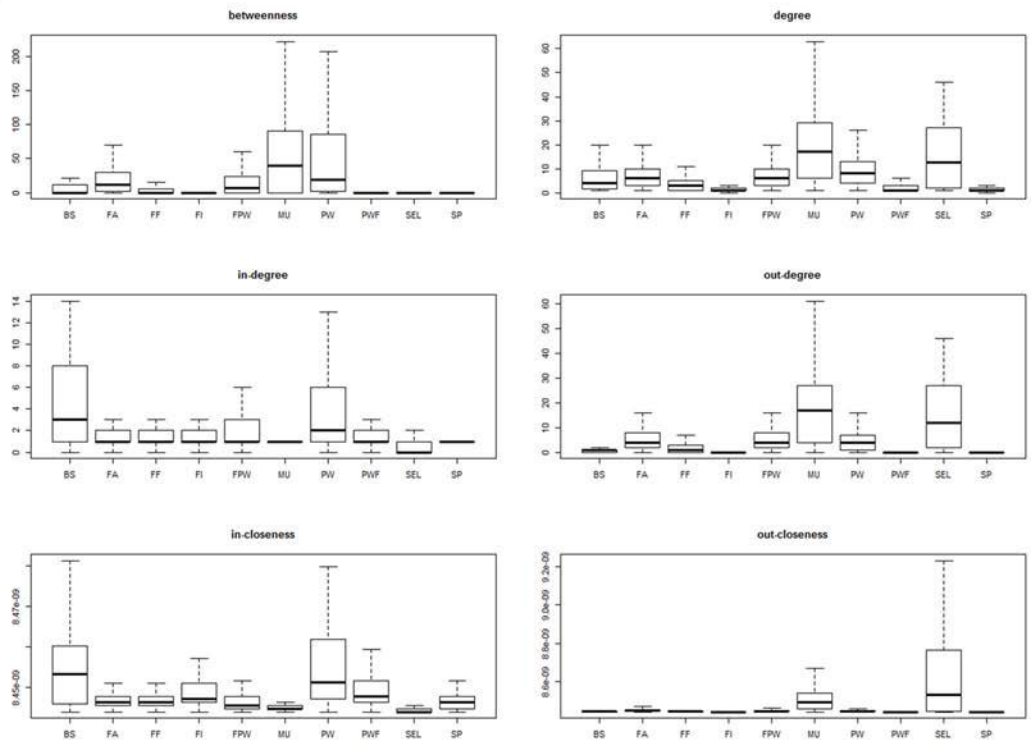 betweenness
200
150
100
50
0
BS FA FF FI FPW MU PW PWF SEL SP
degree
60
50
40
30
20
10
0
BS FA FF FI FPW MU PW PWF SEL SP
in-degree
14
12
10
8
6
4
2
0
BS FA FF FI FPW MU PW PWF SEL SP
out-degree
60
50
40
30
20
10
0
BS FA FF FI FPW MU PW PWF SEL SP
in-closeness
8.47e-09
8.45e-09
BS FA FF FI FPW MU PW PWF SEL SP
out-closeness
9.2e-09
9.0e-09
8.8e-09
8.6e-09
BS FA FF FI FPW MU PW PWF SEL SP